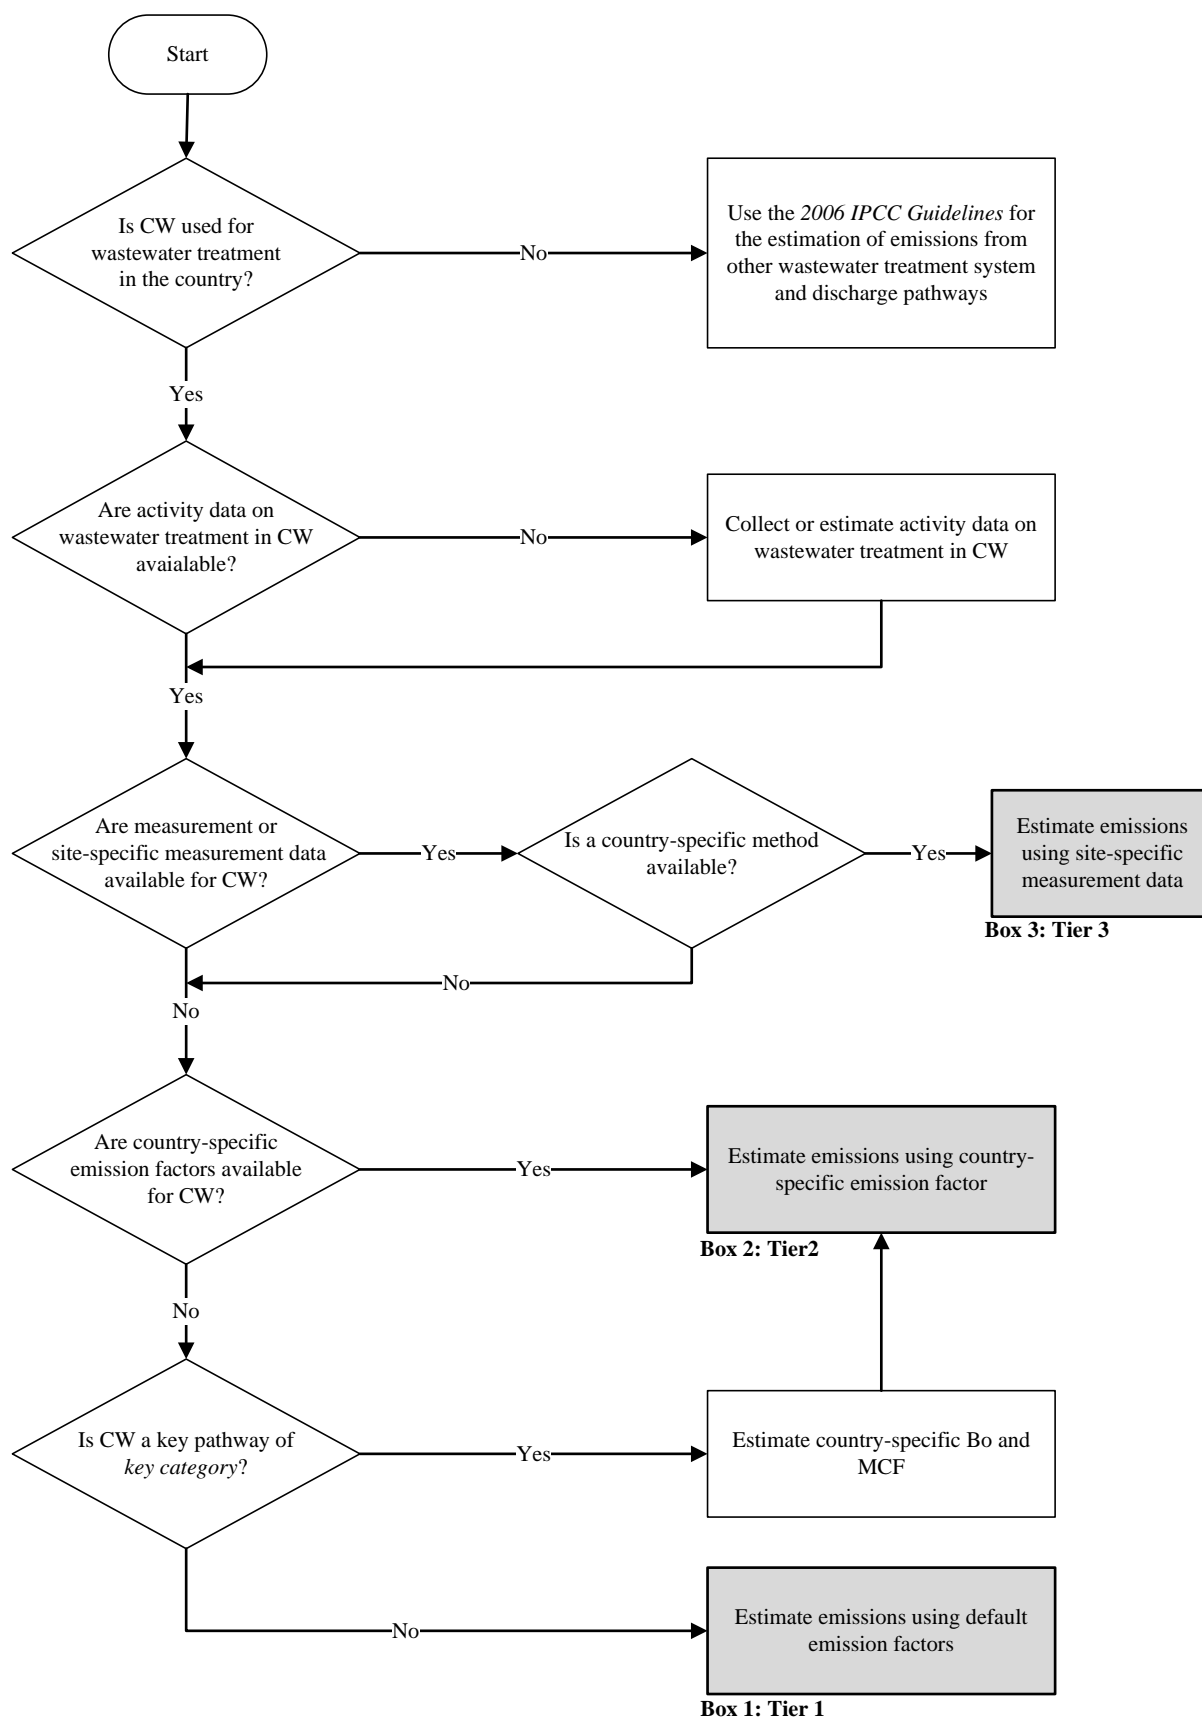 Start
Is CW used for
wastewater treatment
in the country?
No
Use the 2006 IPCC Guidelines for
the estimation of emissions from
other wastewater treatment system
and discharge pathways
Yes
Are activity data on
wastewater treatment in CW
avaialable?
No
Collect or estimate activity data on
wastewater treatment in CW
Yes
Are measurement or
site-specific measurement data
available for CW?
Yes
Is a country-specific method
available?
Yes
Estimate emissions
using site-specific
measurement data
Box 3: Tier 3
No
No
Are country-specific
emission factors available
for CW?
Yes
Estimate emissions using country-
specific emission factor
Box 2: Tier2
No
Is CW a key pathway of
key category?
Yes
Estimate country-specific Bo and
MCF
No
Estimate emissions using default
emission factors
Box 1: Tier 1